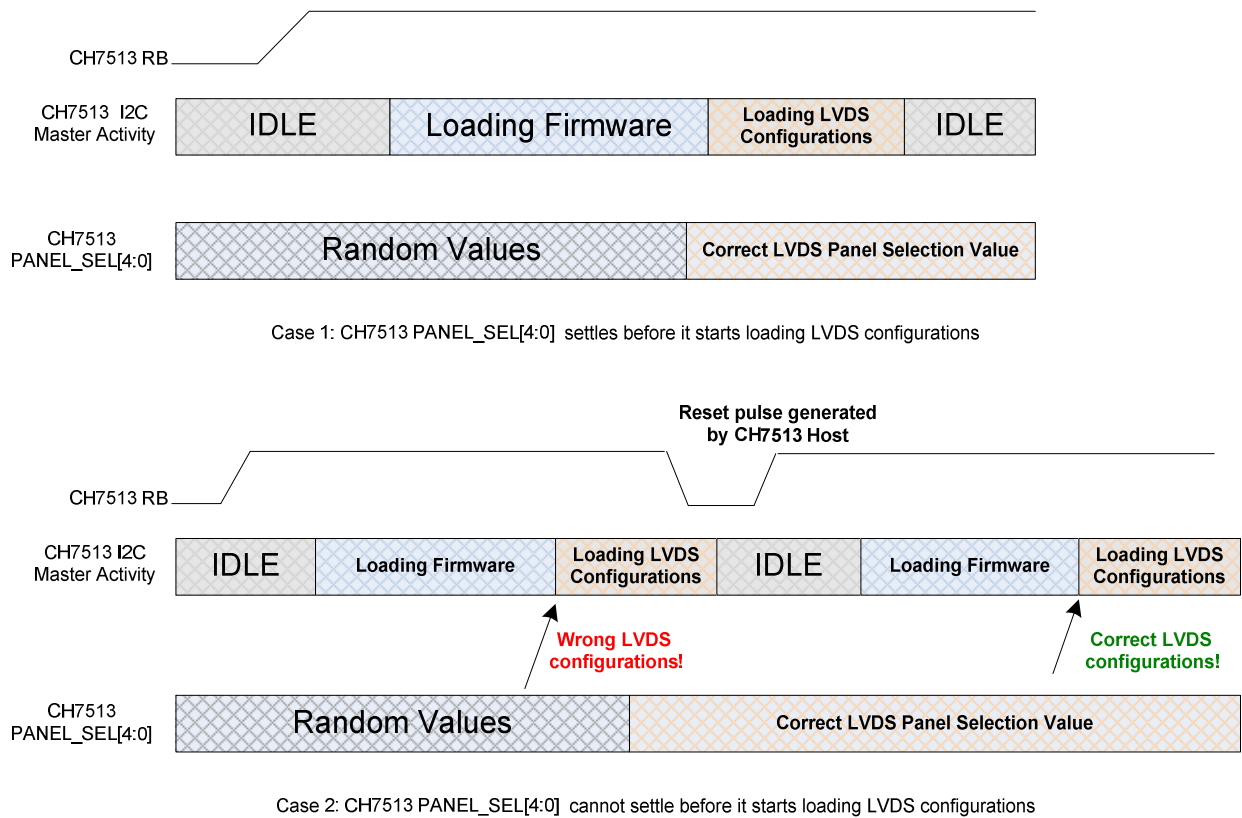 CH7513 RB
CH7513 I2C
Master Activity
IDLE
Loading Firmware
Loading LVDS
Configurations
IDLE
CH7513
PANEL_SEL[4:0]
Random Values
Correct LVDS Panel Selection Value
Case 1: CH7513 PANEL_SEL[4:0] settles before it starts loading LVDS configurations
Reset pulse generated
by CH7513 Host
CH7513 RB
CH7513 I2C
Master Activity
IDLE
Loading Firmware
Loading LVDS
Configurations
IDLE
Loading Firmware
Loading LVDS
Configurations
Wrong LVDS
configurations!
Correct LVDS
configurations!
CH7513
PANEL_SEL[4:0]
Random Values
Correct LVDS Panel Selection Value
Case 2: CH7513 PANEL_SEL[4:0] cannot settle before it starts loading LVDS configurations